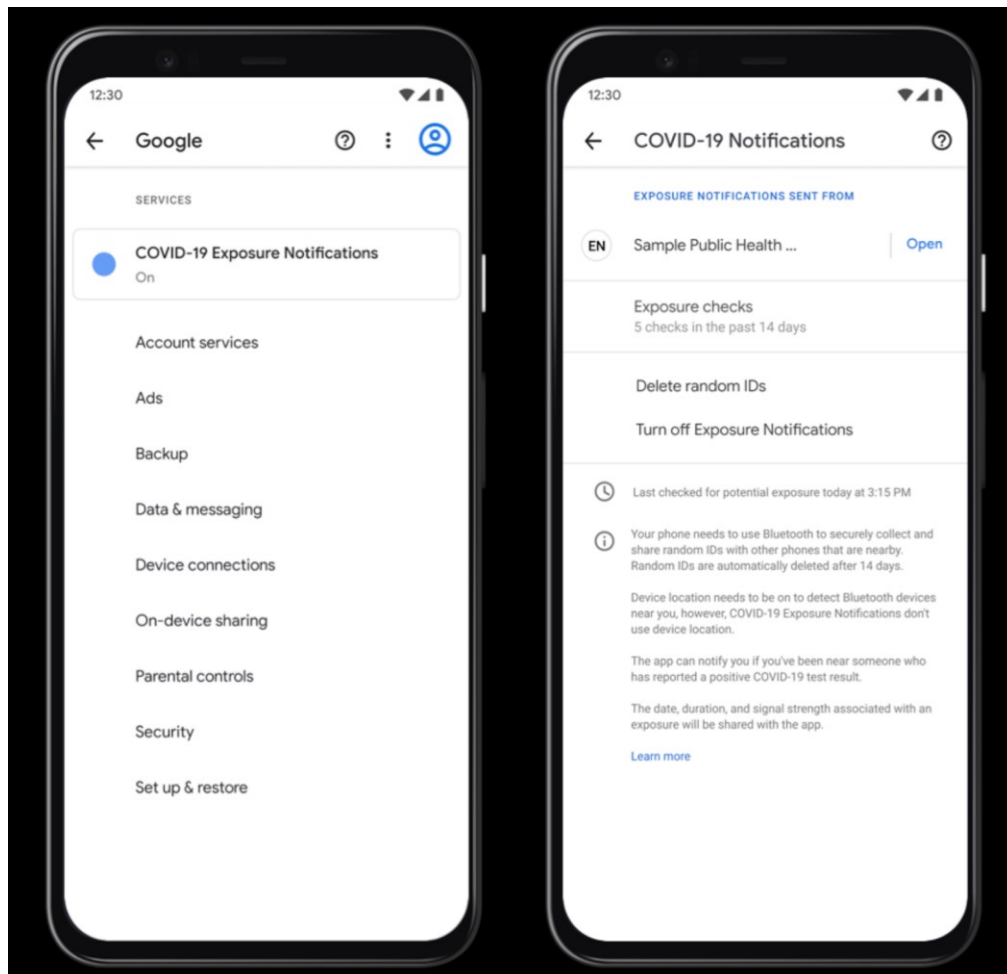 12:30
Google
SERVICES
COVID-19 Exposure Notifications
On
Account services
Ads
Backup
Data & messaging
Device connections
On-device sharing
Parental controls
Security
Set up & restore
12:30
COVID-19 Notifications
EXPOSURE NOTIFICATIONS SENT FROM
EN Sample Public Health ... Open
Exposure checks
5 checks in the past 14 days
Delete random IDs
Turn off Exposure Notifications
Last checked for potential exposure today at 3:15 PM
Your phone needs to use Bluetooth to securely collect and
share random IDs with other phones that are nearby.
Random IDs are automatically deleted after 14 days.
Device location needs to be on to detect Bluetooth devices
near you, however, COVID-19 Exposure Notifications don't
use device location.
The app can notify you if you've been near someone who
has reported a positive COVID-19 test result.
The date, duration, and signal strength associated with an
exposure will be shared with the app.
Learn more